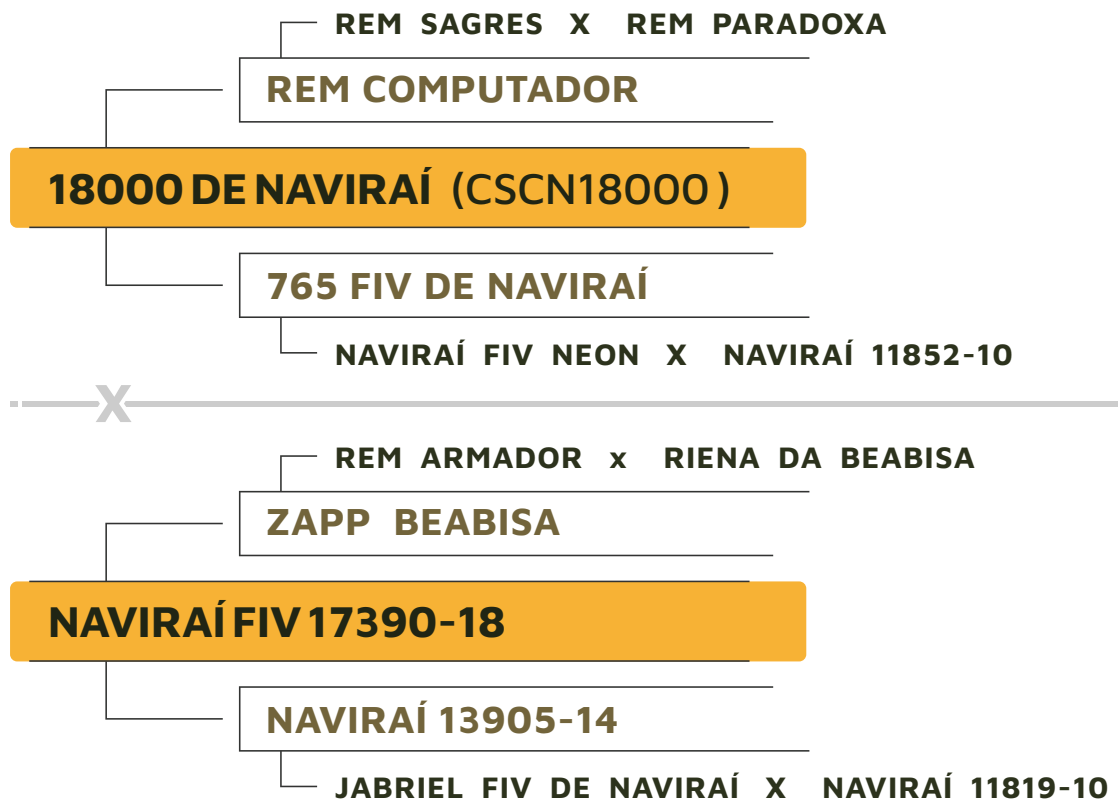 REM SAGRES X REM PARADOXA
REM COMPUTADOR
18000 DE NAVIRAÍ (CSCN18000 )
765 FIV DE NAVIRAÍ
NAVIRAÍ FIV NEON X NAVIRAÍ 11852-10
X
REM ARMADOR x RIENA DA BEABISA
ZAPP BEABISA
NAVIRAÍ FIV 17390-18
NAVIRAÍ 13905-14
JABRIEL FIV DE NAVIRAÍ X NAVIRAÍ 11819-10